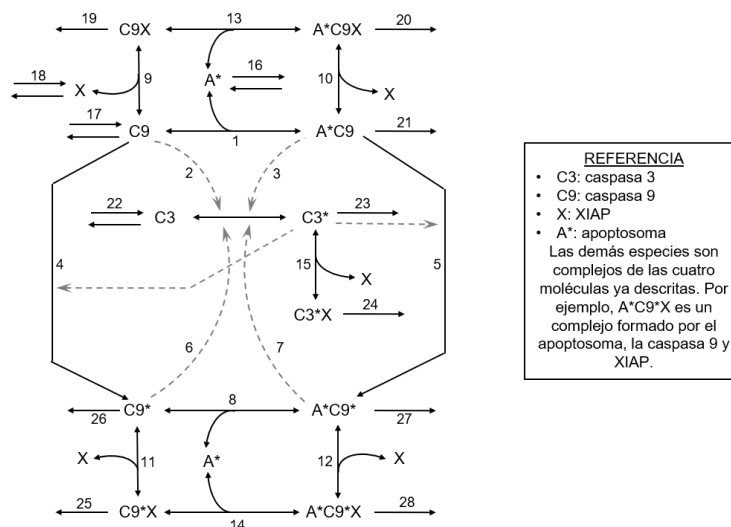 19 C9X 13 A*C9X 20
18 X 9 A* 16 10 X
17 C9 1 A*C9 21
2 3
22 C3 C3* 23
4 15 X 5
C3*X 24
6 7
C9* 8 A*C9*
26 27
X 11 A* 12 X
25 C9*X 14 A*C9*X 28
REFERENCIA
• C3: caspasa 3
• C9: caspasa 9
• X: XIAP
• A*: apoptosoma
Las demás especies son
complejos de las cuatro
moléculas ya descritas. Por
ejemplo, A*C9*X es un
complejo formado por el
apoptosoma, la caspasa 9 y
XIAP.